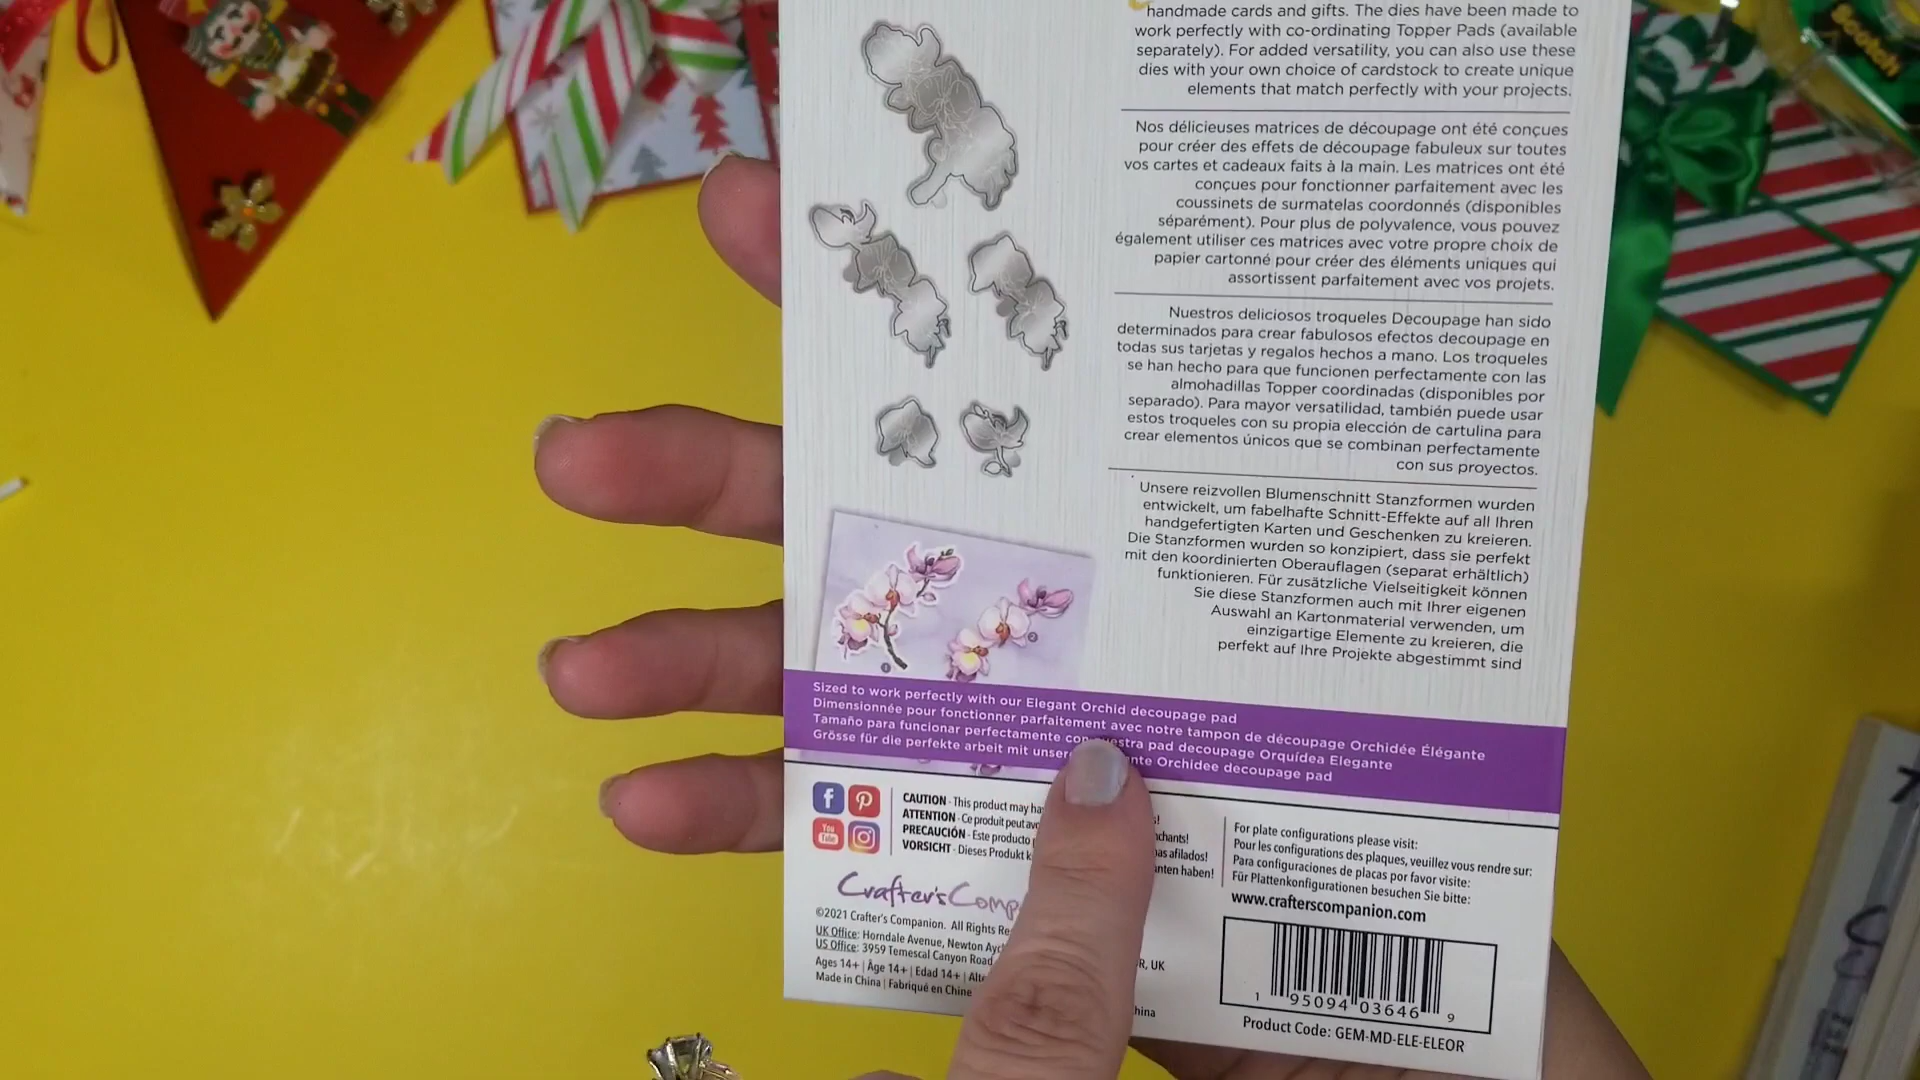 handmade cards and gifts. The dies have been made to
work perfectly with co-ordinating Topper Pads (available
separately). For added versatility, you can also use these
dies with your own choice of cardstock to create unique
elements that match perfectly with your projects.
Nos délicieuses matrices de découpage ont été conçues
pour créer des effets de découpage fabuleux sur toutes
vos cartes et cadeaux faits à la main. Les matrices ont été
conçues pour fonctionner parfaitement avec les
coussinets de surmatelas coordonnés (disponibles
séparément). Pour plus de polyvalence, vous pouvez
également utiliser ces matrices avec votre propre choix de
papier cartonné pour créer des éléments uniques qui
assortissent parfaitement avec vos projets.
Nuestros deliciosos troqueles Decoupage han sido
determinados para crear fabulosos efectos decoupage en
todas sus tarjetas y regalos hechos a mano. Los troqueles
se han hecho para que funcionen perfectamente con las
almohadillas Topper coordinadas (disponibles por
separado). Para mayor versatilidad, también puede usar
estos troqueles con su propia elección de cartulina para
crear elementos únicos que se combinan perfectamente
con sus proyectos.
Unsere reizvollen Blumenschnitt Stanzformen wurden
entwickelt, um fabelhafte Schnitt-Effekte auf all Ihren
handgefertigten Karten und Geschenken zu kreieren.
Die Stanzformen wurden so konzipiert, dass sie perfekt
mit den koordinierten Oberauflagen (separat erhältlich)
funktionieren. Für zusätzliche Vielseitigkeit können
Sie diese Stanzformen auch mit Ihrer eigenen
Auswahl an Kartonmaterial verwenden, um
einzigartige Elemente zu kreieren, die
perfekt auf Ihre Projekte abgestimmt sind
1
2
Sized to work perfectly with our Elegant Orchid decoupage pad
Dimensionnée pour fonctionner parfaitement avec notre tampon de découpage Orchidée Élégante
Tamaño para funcionar perfectamente con pad decoupage Orquídea Elegante
Grösse für die perfekte arbeit mit Orchidee decoupage pad
You Tube
CAUTION - This product may
ATTENTION - Ce produit peut
PRECAUCIÓN - Este producto afilados!
VORSICHT - Dieses Produkt haben!
Crafter's
©2021 Crafter's Companion. All Rights
UK Office: Horndale Avenue, Newton UK
US Office: 3959 Temescal Canyon Road
Ages 14+ | Âge 14+ | Edad 14+ |
Made in China | Fabriqué en Chine
For plate configurations please visit:
Pour les configurations des plaques, veuillez vous rendre sur:
Para configuraciones de placas por favor visite:
Für Plattenkonfigurationen besuchen Sie bitte:
www.crafterscompanion.com
1 95094 03646 9
Product Code: GEM-MD-ELE-ELEOR
Scotch